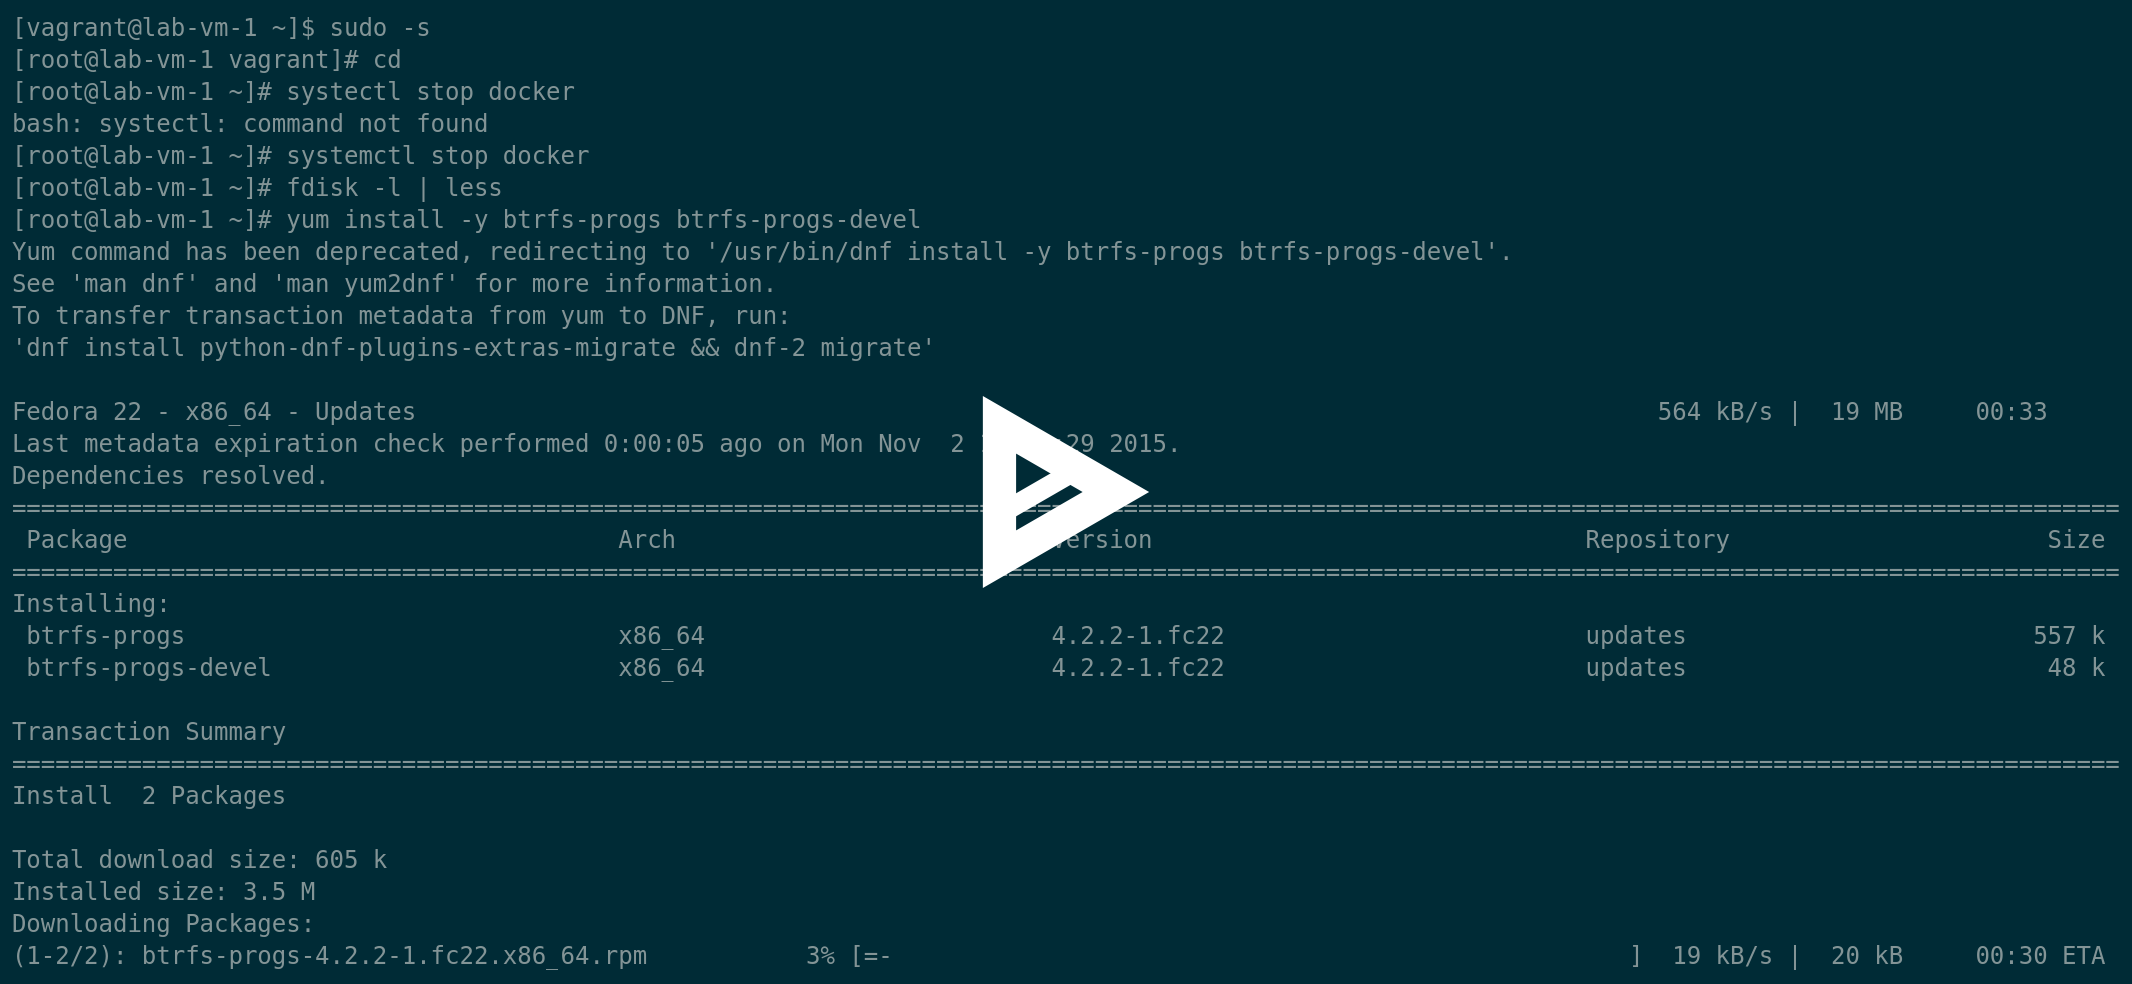 [vagrant@lab-vm-1 ~]$ sudo -s
[root@lab-vm-1 vagrant]# cd
[root@lab-vm-1 ~]# systectl stop docker
bash: systectl: command not found
[root@lab-vm-1 ~]# systemctl stop docker
[root@lab-vm-1 ~]# fdisk -l | less
[root@lab-vm-1 ~]# yum install -y btrfs-progs btrfs-progs-devel
Yum command has been deprecated, redirecting to '/usr/bin/dnf install -y btrfs-progs btrfs-progs-devel'.
See 'man dnf' and 'man yum2dnf' for more information.
To transfer transaction metadata from yum to DNF, run:
'dnf install python-dnf-plugins-extras-migrate && dnf-2 migrate'
Fedora 22 - x86_64 - Updates 564 kB/s | 19 MB 00:33
Last metadata expiration check performed 0:00:05 ago on Mon Nov 2 2015.
Dependencies resolved.
================================================================================
Package Arch Version Repository Size
================================================================================
Installing:
btrfs-progs x86_64 4.2.2-1.fc22 updates 557 k
btrfs-progs-devel x86_64 4.2.2-1.fc22 updates 48 k
Transaction Summary
================================================================================
Install 2 Packages
Total download size: 605 k
Installed size: 3.5 M
Downloading Packages:
(1-2/2): btrfs-progs-4.2.2-1.fc22.x86_64.rpm 3% [=- ] 19 kB/s | 20 kB 00:30 ETA